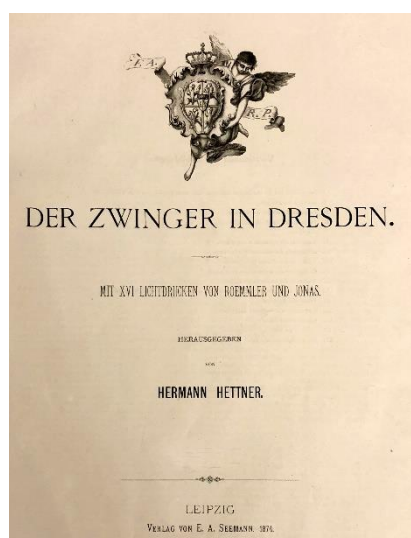 F. A.
R. P.
DER ZWINGER IN DRESDEN.
MIT XVI LICHTDRUCKEN VON ROEMMLER UND JONAS.
HERAUSGEGEBEN
VON
HERMANN HETTNER.
LEIPZIG
VERLAG VON E. A. SEEMANN. 1874.